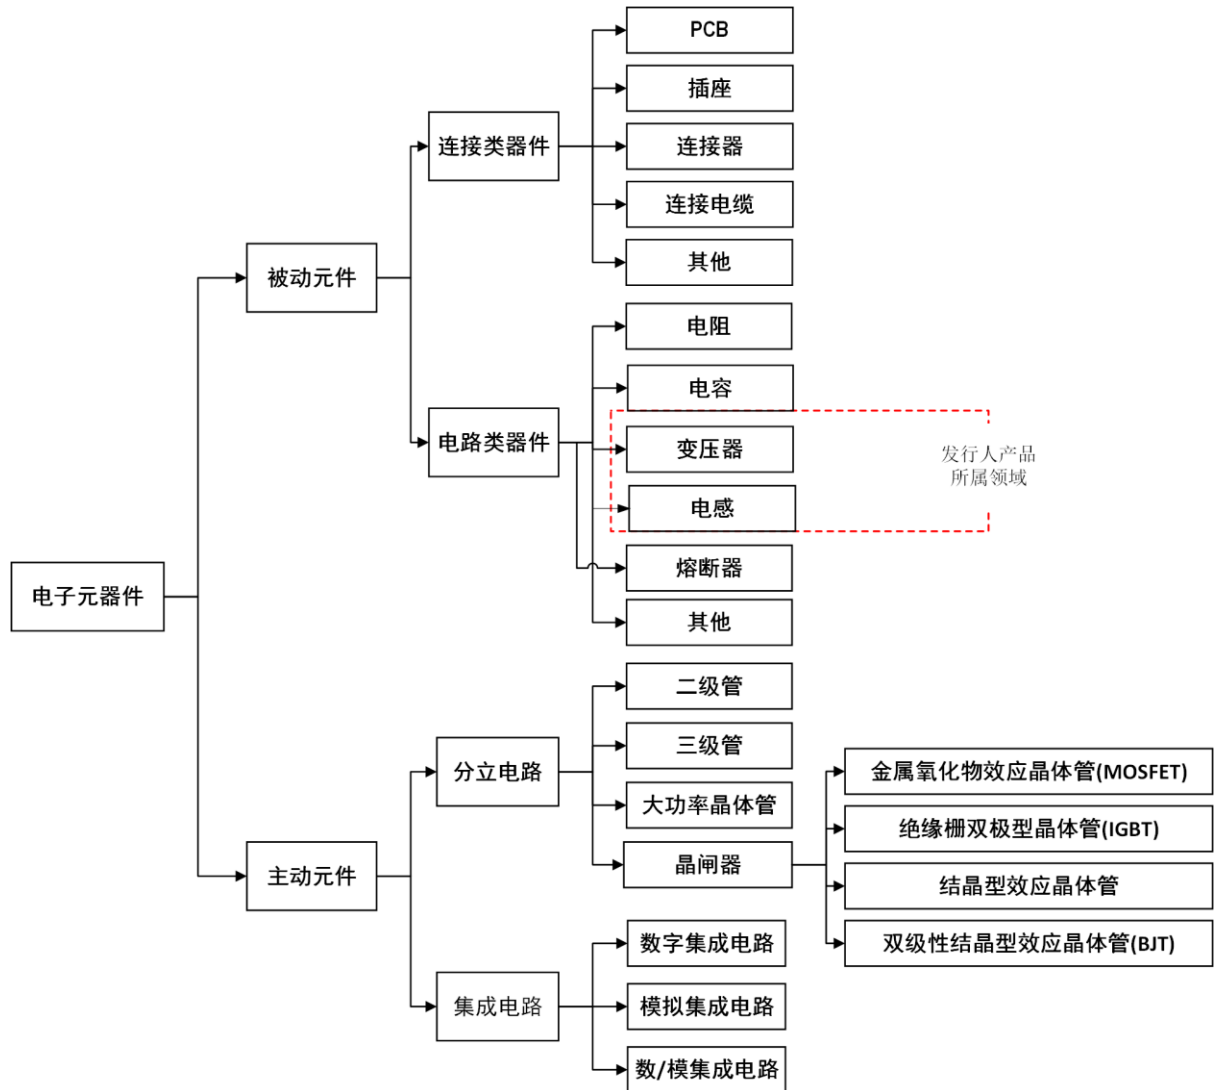 PCB
插座
连接类器件
连接器
连接电缆
被动元件
其他
电阻
电容
电路类器件
变压器
发行人产品
所属领域
电感
电子元器件
熔断器
其他
二级管
分立电路
三级管
金属氧化物效应晶体管(MOSFET)
大功率晶体管
绝缘栅双极型晶体管(IGBT)
主动元件
晶闸器
结晶型效应晶体管
双级性结晶型效应晶体管(BJT)
数字集成电路
集成电路
模拟集成电路
数/模集成电路